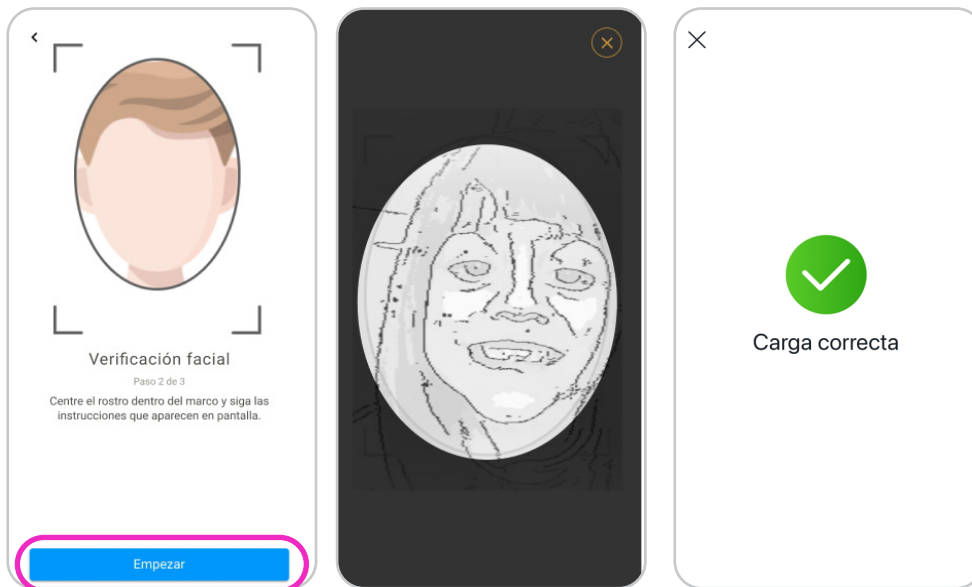 Verificación facial
Paso 2 de 3
Centre el rostro dentro del marco y siga las
instrucciones que aparecen en pantalla.
Empezar
Carga correcta